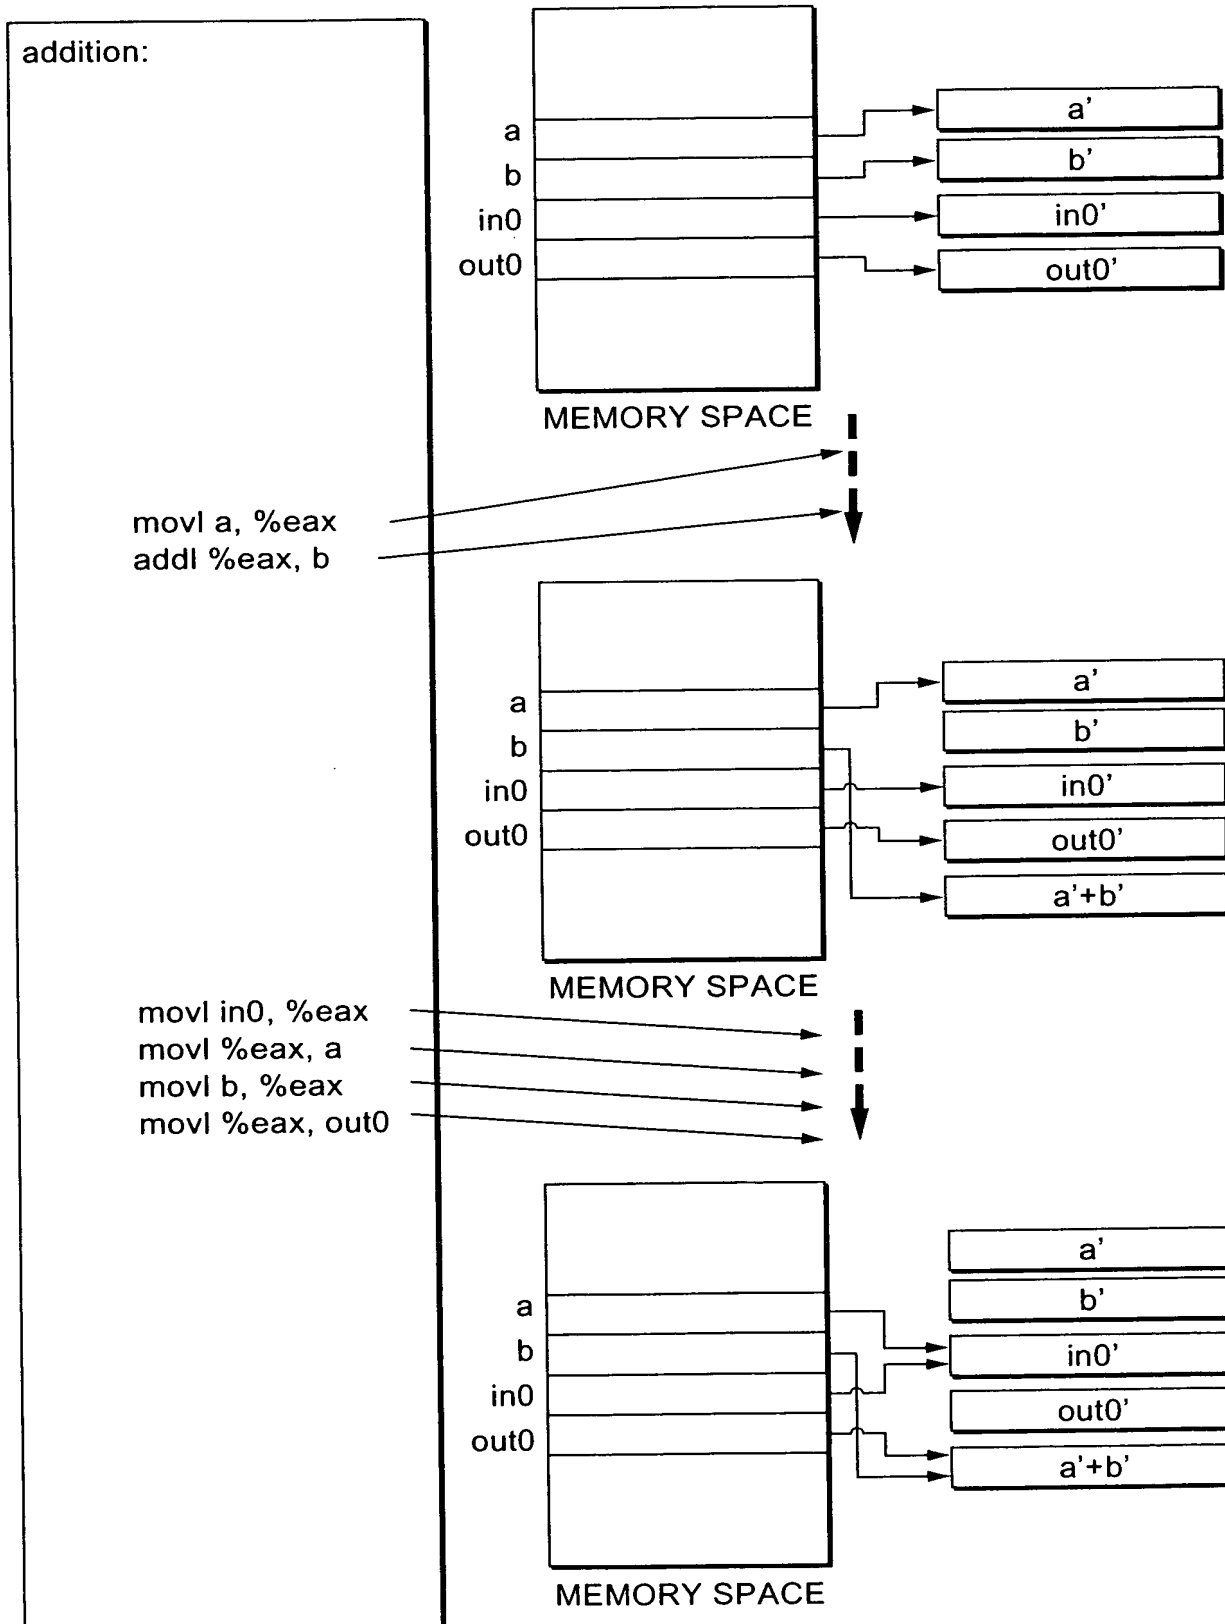 addition:
a
b
in0
out0
a'
b'
in0'
out0'
MEMORY SPACE
movl a, %eax
addl %eax, b
a
b
in0
out0
a'
b'
in0'
out0'
a'+b'
MEMORY SPACE
movl in0, %eax
movl %eax, a
movl b, %eax
movl %eax, out0
a
b
in0
out0
a'
b'
in0'
out0'
a'+b'
MEMORY SPACE